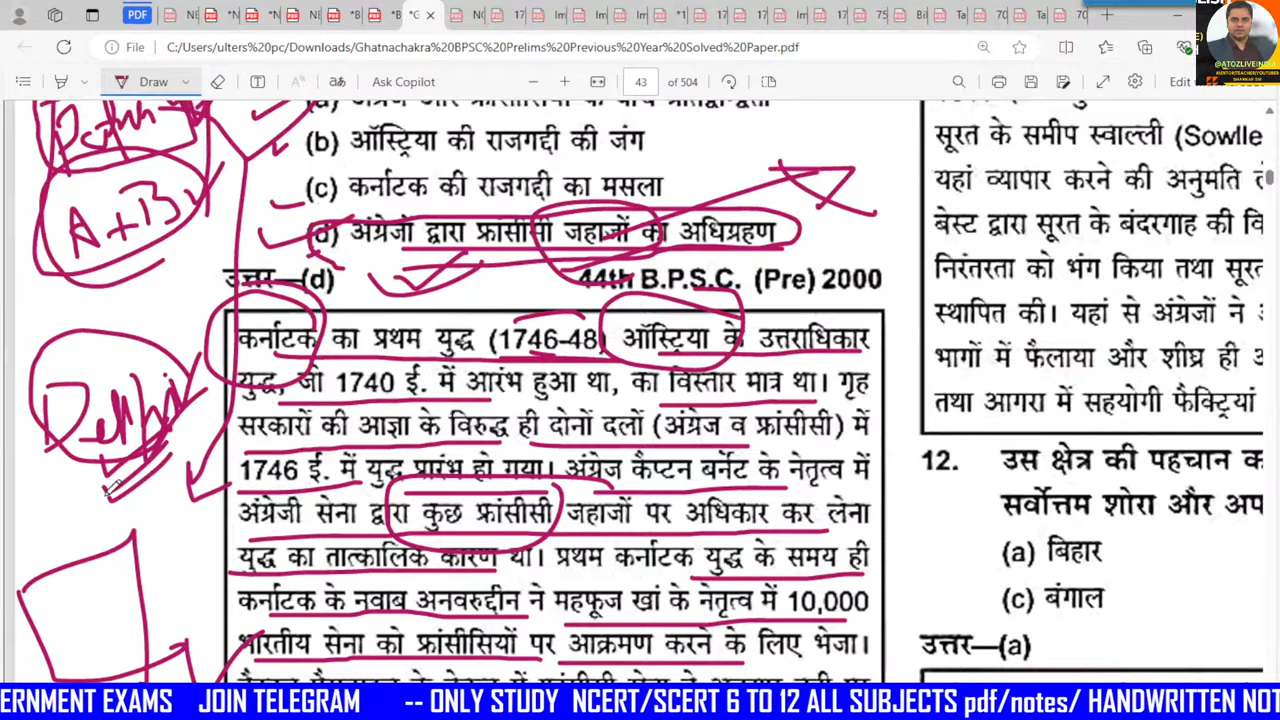 PDF
File
C:/Users/ulters%20pc/Downloads/Ghatnachakra%20BPSC%20Prelims%20Previous%20Year%20Solved%20Paper.pdf
Draw
Ask Copilot
43 of 504
Edit
@ATOZLIVEINDIA
(a) अंग्रेज और फ्रांसीसियों के बीच प्रतिद्वन्द्विता
(b) ऑस्ट्रिया की राजगद्दी की जंग
(c) कर्नाटक की राजगद्दी का मसला
(d) अंग्रेजों द्वारा फ्रांसीसी जहाजों का अधिग्रहण
उत्तर—(d) 44th B.P.S.C. (Pre) 2000
कर्नाटक का प्रथम युद्ध (1746-48) ऑस्ट्रिया के उत्तराधिकार
युद्ध, जो 1740 ई. में आरंभ हुआ था, का विस्तार मात्र था। गृह
सरकारों की आज्ञा के विरुद्ध ही दोनों दलों (अंग्रेज व फ्रांसीसी) में
1746 ई. में युद्ध प्रारंभ हो गया। अंग्रेज कैप्टन बर्नेट के नेतृत्व में
अंग्रेजी सेना द्वारा कुछ फ्रांसीसी जहाजों पर अधिकार कर लेना
युद्ध का तात्कालिक कारण था। प्रथम कर्नाटक युद्ध के समय ही
कर्नाटक के नवाब अनवरुद्दीन ने महफूज खां के नेतृत्व में 10,000
भारतीय सेना को फ्रांसीसियों पर आक्रमण करने के लिए भेजा।
A+B
Delhi
सूरत के समीप स्वाल्ली (Sowlle
यहां व्यापार करने की अनुमति
बेस्ट द्वारा सूरत के बंदरगाह की
निरंतरता को भंग किया तथा सूरत
स्थापित की। यहां से अंग्रेजों ने
भागों में फैलाया और शीघ्र ही
तथा आगरा में सहयोगी फैक्ट्रियां
12. उस क्षेत्र की पहचान
सर्वोत्तम शोरा और
(a) बिहार
(c) बंगाल
उत्तर—(a)
ERNMENT EXAMS JOIN TELEGRAM -- ONLY STUDY NCERT/SCERT 6 TO 12 ALL SUBJECTS pdf/notes/ HANDWRITTEN NOT